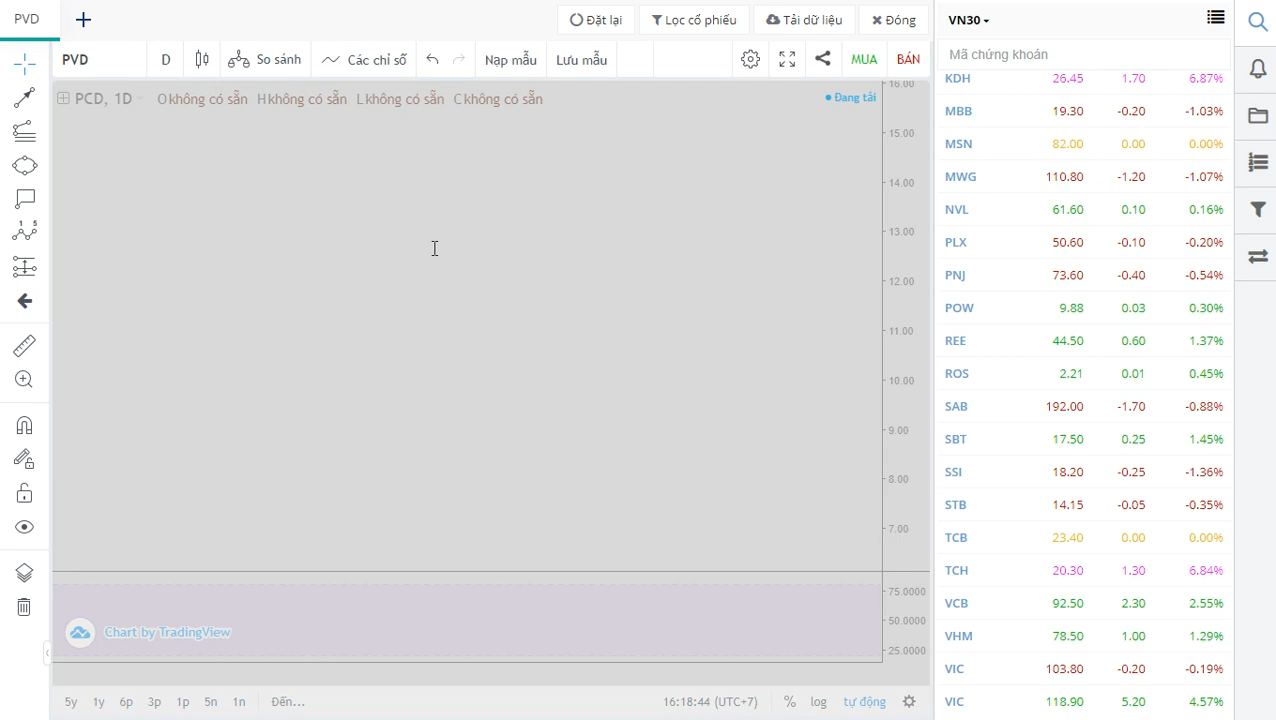 PVD
Đặt lại
Lọc cổ phiếu
Tải dữ liệu
Đóng
VN30
PVD
D
So sánh
Các chỉ số
Nạp mẫu
Lưu mẫu
MUA
BÁN
Mã chứng khoán
PCD, 1D
Okhông có sẵn Hkhông có sẵn Lkhông có sẵn Ckhông có sẵn
Đang tải
16.00
15.00
14.00
13.00
12.00
11.00
10.00
9.00
8.00
7.00
75.0000
50.0000
25.0000
1 5
Chart by TradingView
KDH 26.45 1.70 6.87%
MBB 19.30 -0.20 -1.03%
MSN 82.00 0.00 0.00%
MWG 110.80 -1.20 -1.07%
NVL 61.60 0.10 0.16%
PLX 50.60 -0.10 -0.20%
PNJ 73.60 -0.40 -0.54%
POW 9.88 0.03 0.30%
REE 44.50 0.60 1.37%
ROS 2.21 0.01 0.45%
SAB 192.00 -1.70 -0.88%
SBT 17.50 0.25 1.45%
SSI 18.20 -0.25 -1.36%
STB 14.15 -0.05 -0.35%
TCB 23.40 0.00 0.00%
TCH 20.30 1.30 6.84%
VCB 92.50 2.30 2.55%
VHM 78.50 1.00 1.29%
VIC 103.80 -0.20 -0.19%
VIC 118.90 5.20 4.57%
5y 1y 6p 3p 1p 5n 1n Đến...
16:18:44 (UTC+7)
% log tự động